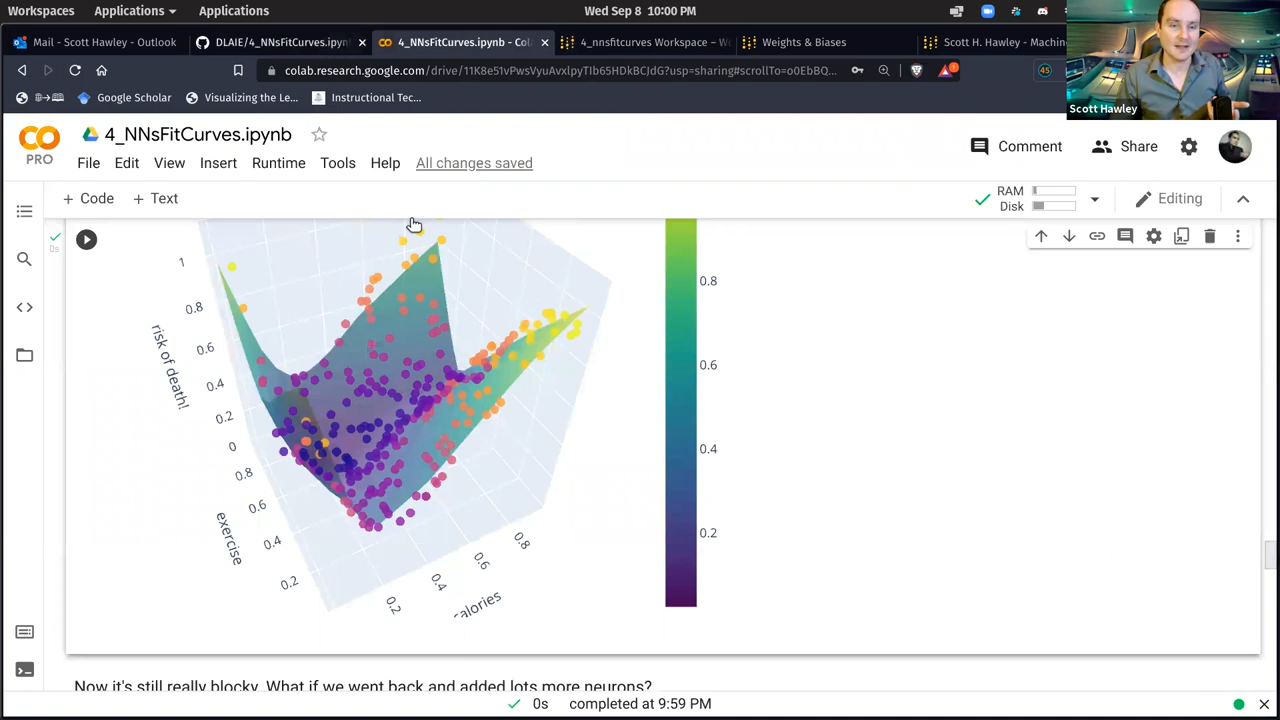 Workspaces Applications Applications Wed Sep 8 10:00 PM
Mail - Scott Hawley - Outlook DLAIE/4_NNsFitCurves.ipynb 4_NNsFitCurves.ipynb - Col 4_nnsfitcurves Workspace – W Weights & Biases Scott H. Hawley - Machin
colab.research.google.com/drive/11K8e51vPwsVyuAvxlpyTIb65HDkBCJdG?usp=sharing#scrollTo=o0EbBQ... 1 45
Google Scholar Visualizing the Le... Instructional Tec...
Scott Hawley
CO
PRO
4_NNsFitCurves.ipynb
File Edit View Insert Runtime Tools Help All changes saved
Comment Share
+ Code + Text
RAM
Disk
Editing
0s
1
0.8
0.6
0.4
0.2
0
risk of death!
0.8
0.6
0.4
0.2
exercise
0.2
0.4
0.6
0.8
calories
0.8
0.6
0.4
0.2
Now it's still really blocky. What if we went back and added lots more neurons?
0s completed at 9:59 PM